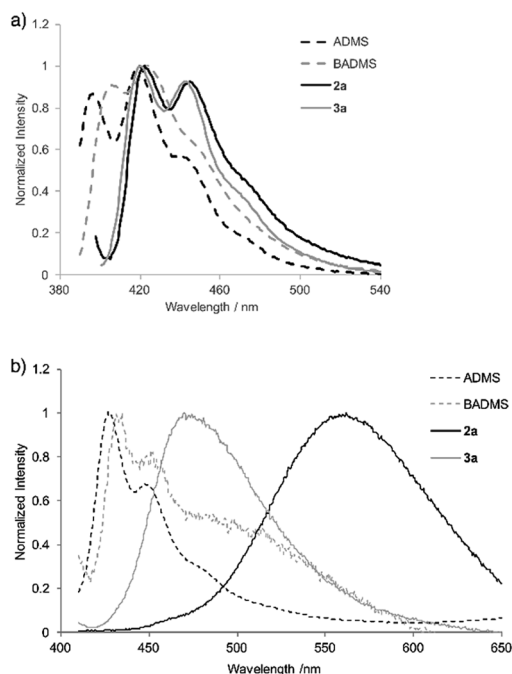 a)
1.2
1
0.8
0.6
0.4
0.2
0
Normalized Intensity
380
420
460
500
540
Wavelength / nm
ADMS
BADMS
2a
3a
b)
1.2
1
0.8
0.6
0.4
0.2
0
Normalized Intensity
400
450
500
550
600
650
Wavelength /nm
ADMS
BADMS
2a
3a